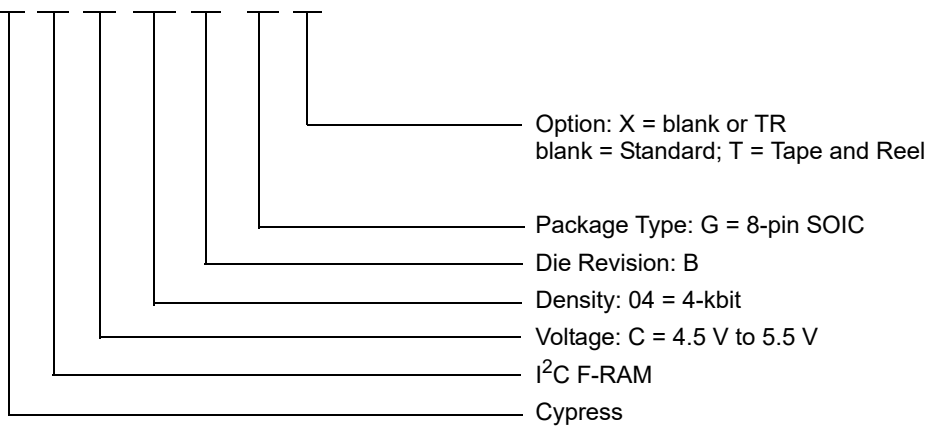 Option: X = blank or TR
blank = Standard; T = Tape and Reel
Package Type: G = 8-pin SOIC
Die Revision: B
Density: 04 = 4-kbit
Voltage: C = 4.5 V to 5.5 V
I²C F-RAM
Cypress